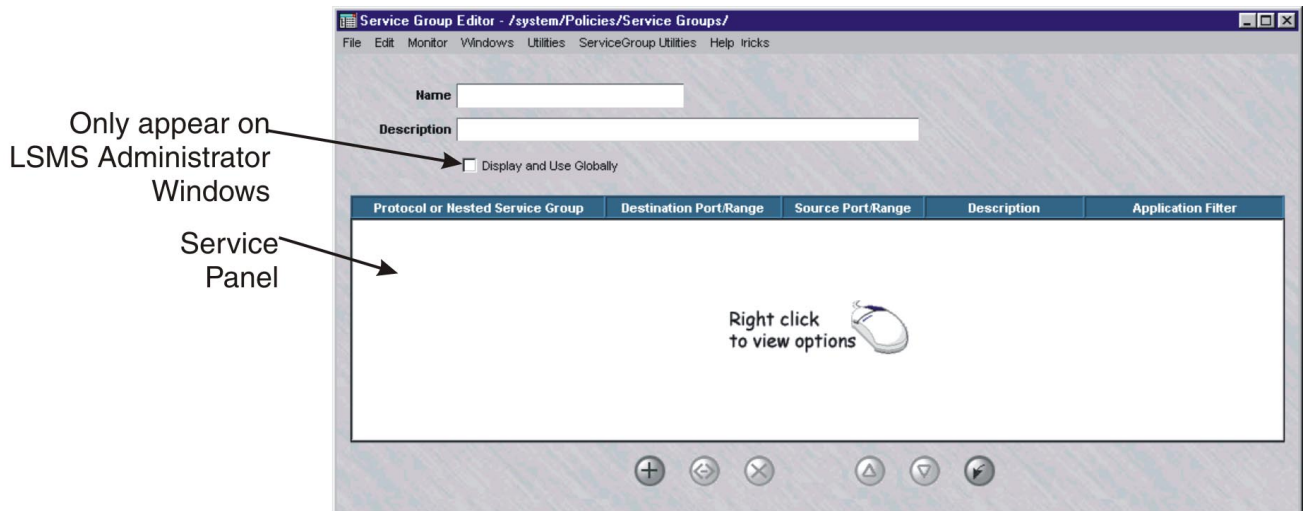 Service Group Editor - /system/Policies/Service Groups/
File Edit Monitor Windows Utilities ServiceGroup Utilities Help
Name
Description
Only appear on
LSMS Administrator
Windows
Display and Use Globally
Protocol or Nested Service Group Destination Port/Range Source Port/Range Description Application Filter
Service
Panel
Right click
to view options